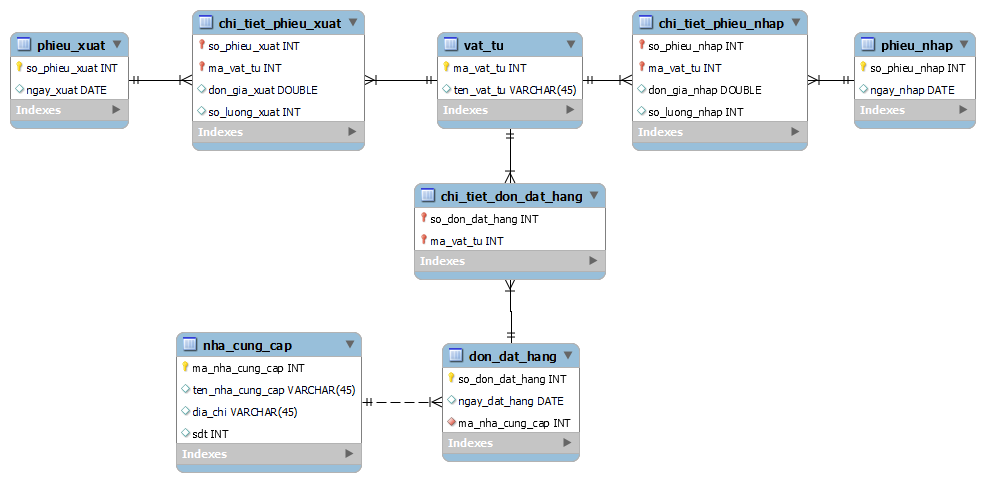 phieu_xuat
so_phieu_xuat INT
ngay_xuat DATE
Indexes
chi_tiet_phieu_xuat
so_phieu_xuat INT
ma_vat_tu INT
don_gia_xuat DOUBLE
so_luong_xuat INT
Indexes
vat_tu
ma_vat_tu INT
ten_vat_tu VARCHAR(45)
Indexes
chi_tiet_phieu_nhap
so_phieu_nhap INT
ma_vat_tu INT
don_gia_nhap DOUBLE
so_luong_nhap INT
Indexes
phieu_nhap
so_phieu_nhap INT
ngay_nhap DATE
Indexes
chi_tiet_don_dat_hang
so_don_dat_hang INT
ma_vat_tu INT
Indexes
nha_cung_cap
ma_nha_cung_cap INT
ten_nha_cung_cap VARCHAR(45)
dia_chi VARCHAR(45)
sdt INT
Indexes
don_dat_hang
so_don_dat_hang INT
ngay_dat_hang DATE
ma_nha_cung_cap INT
Indexes